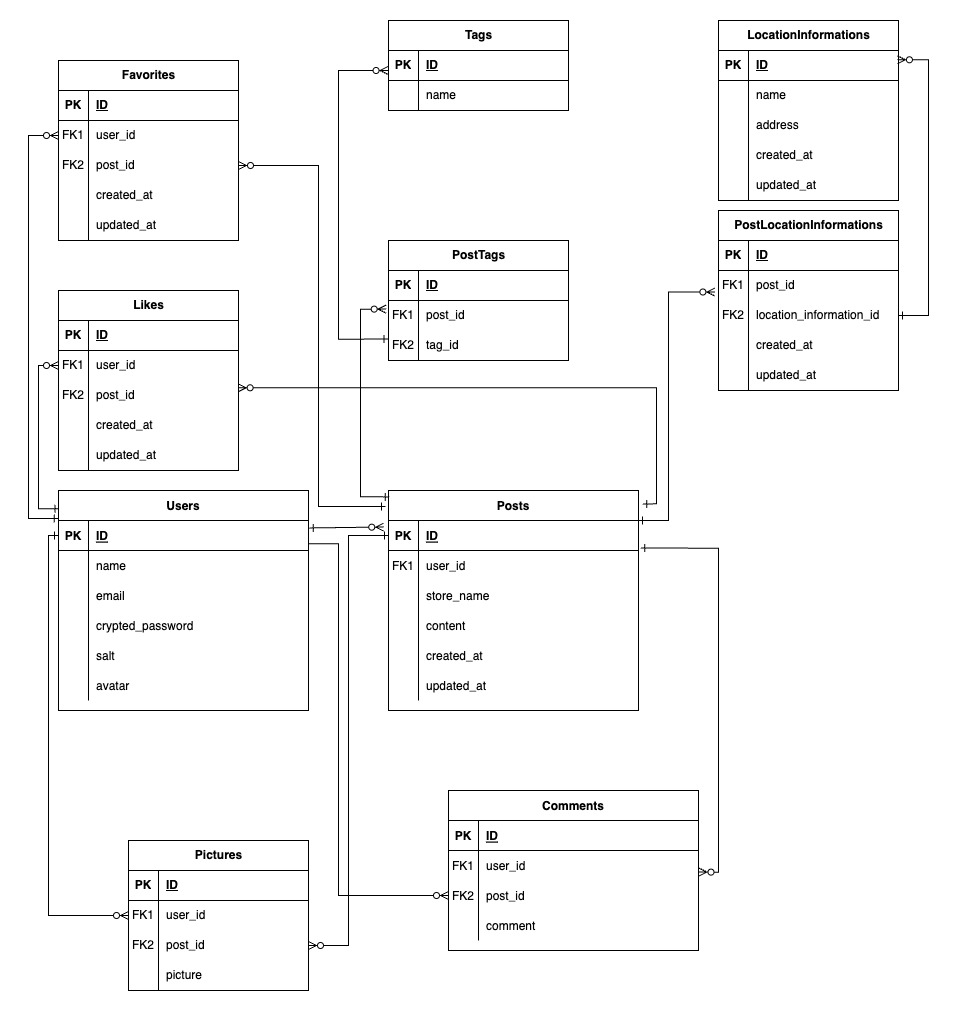 Tags
PK ID
name
LocationInformations
PK ID
name
address
created_at
updated_at
Favorites
PK ID
FK1 user_id
FK2 post_id
created_at
updated_at
PostLocationInformations
PK ID
FK1 post_id
FK2 location_information_id
created_at
updated_at
PostTags
PK ID
FK1 post_id
FK2 tag_id
Likes
PK ID
FK1 user_id
FK2 post_id
created_at
updated_at
Users
PK ID
name
email
crypted_password
salt
avatar
Posts
PK ID
FK1 user_id
store_name
content
created_at
updated_at
Comments
PK ID
FK1 user_id
FK2 post_id
comment
Pictures
PK ID
FK1 user_id
FK2 post_id
picture